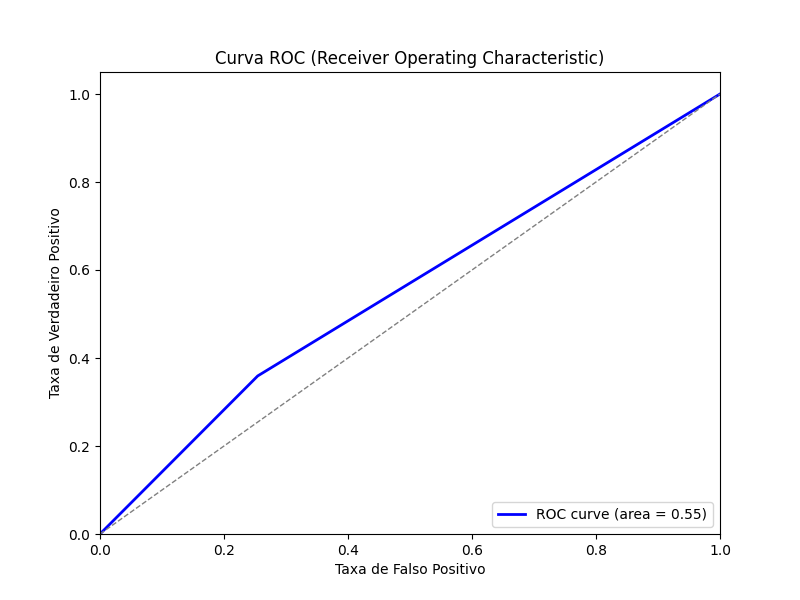 Curva ROC (Receiver Operating Characteristic)
1.0
0.8
0.6
0.4
0.2
0.0
Taxa de Verdadeiro Positivo
ROC curve (area = 0.55)
0.0 0.2 0.4 0.6 0.8 1.0
Taxa de Falso Positivo